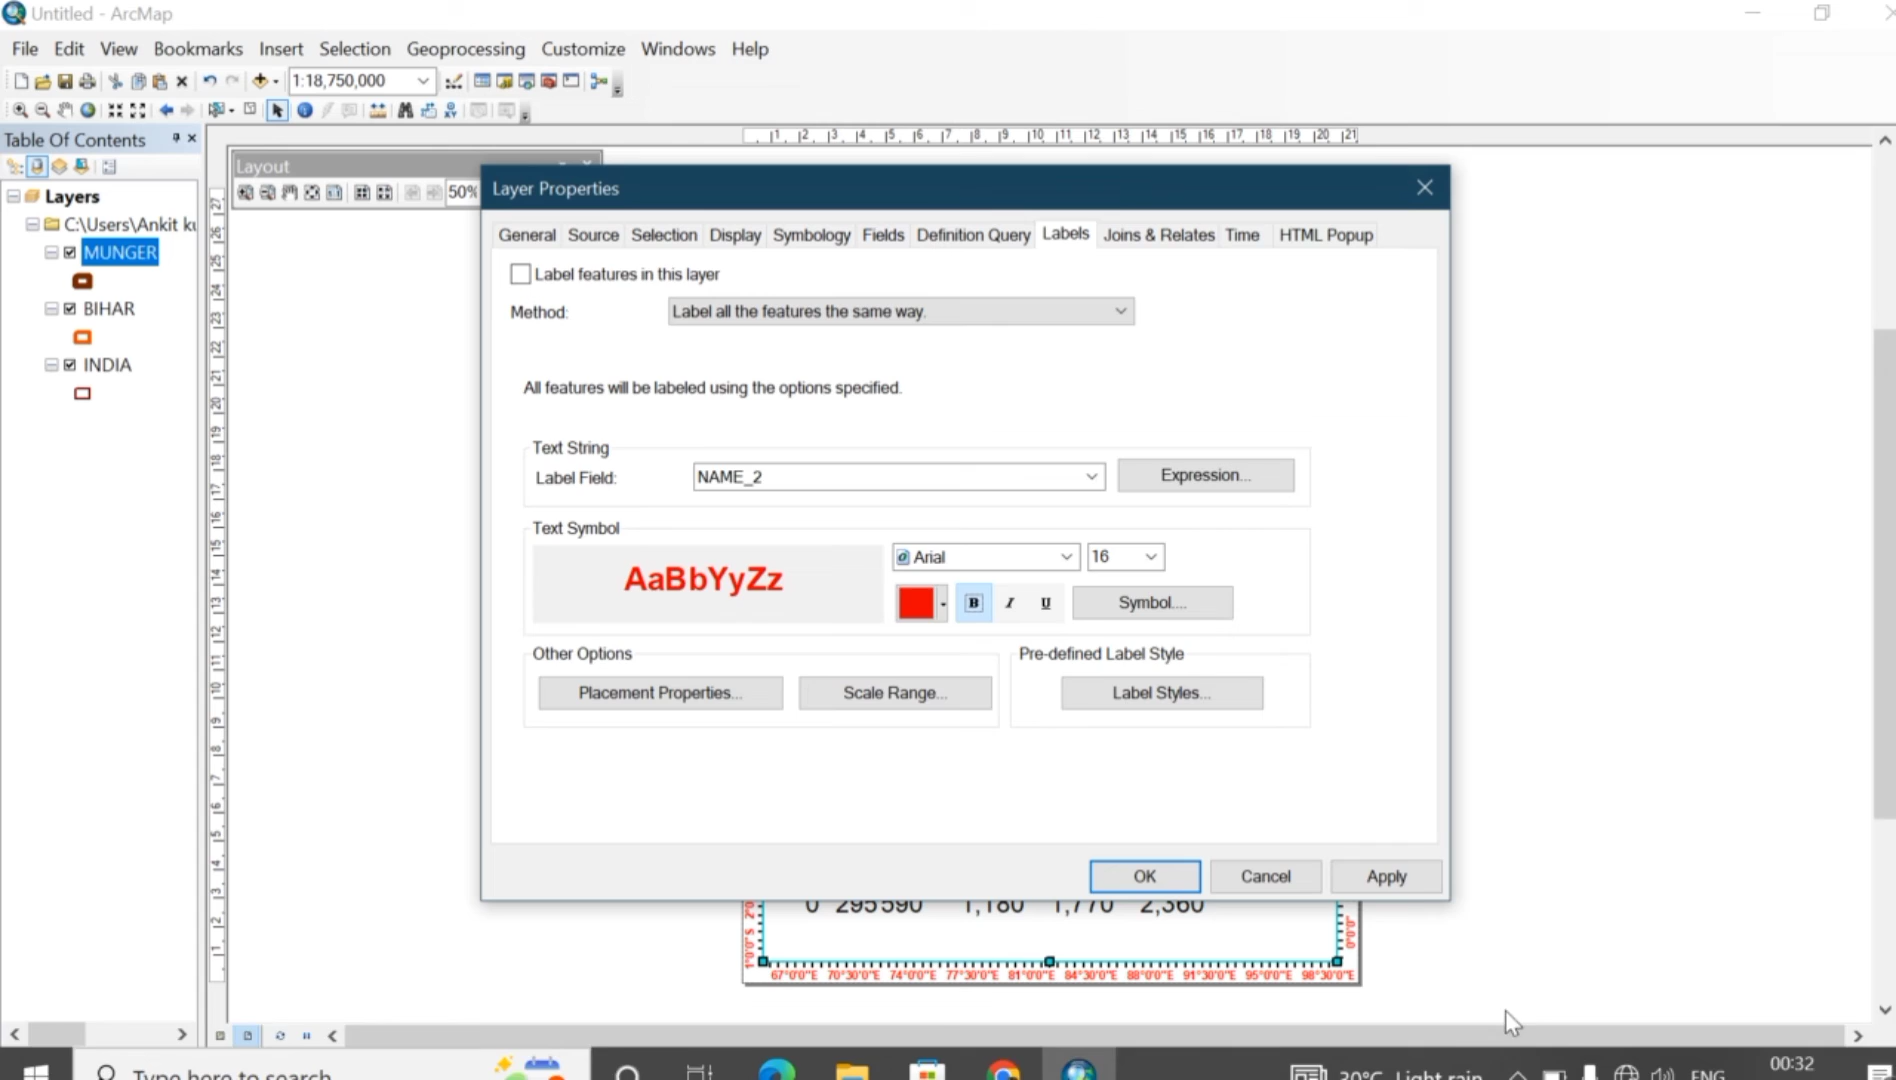 Untitled - ArcMap
File Edit View Bookmarks Insert Selection Geoprocessing Customize Windows Help
1:18,750,000
Table Of Contents
Layers
C:\Users\Ankit ku
MUNGER
BIHAR
INDIA
Layout
50%
Layer Properties
General Source Selection Display Symbology Fields Definition Query Labels Joins & Relates Time HTML Popup
Label features in this layer
Method: Label all the features the same way.
All features will be labeled using the options specified.
Text String
Label Field: NAME_2 Expression...
Text Symbol
AaBbYyZz
Arial 16
B I U Symbol....
Other Options
Placement Properties... Scale Range...
Pre-defined Label Style
Label Styles...
OK Cancel Apply
0 295 590 1,180 1,770 2,360
67°0'0"E 70°30'0"E 74°0'0"E 77°30'0"E 81°0'0"E 84°30'0"E 88°0'0"E 91°30'0"E 95°0'0"E 98°30'0"E
Type here to search
30°C Light rain
ENG
00:32